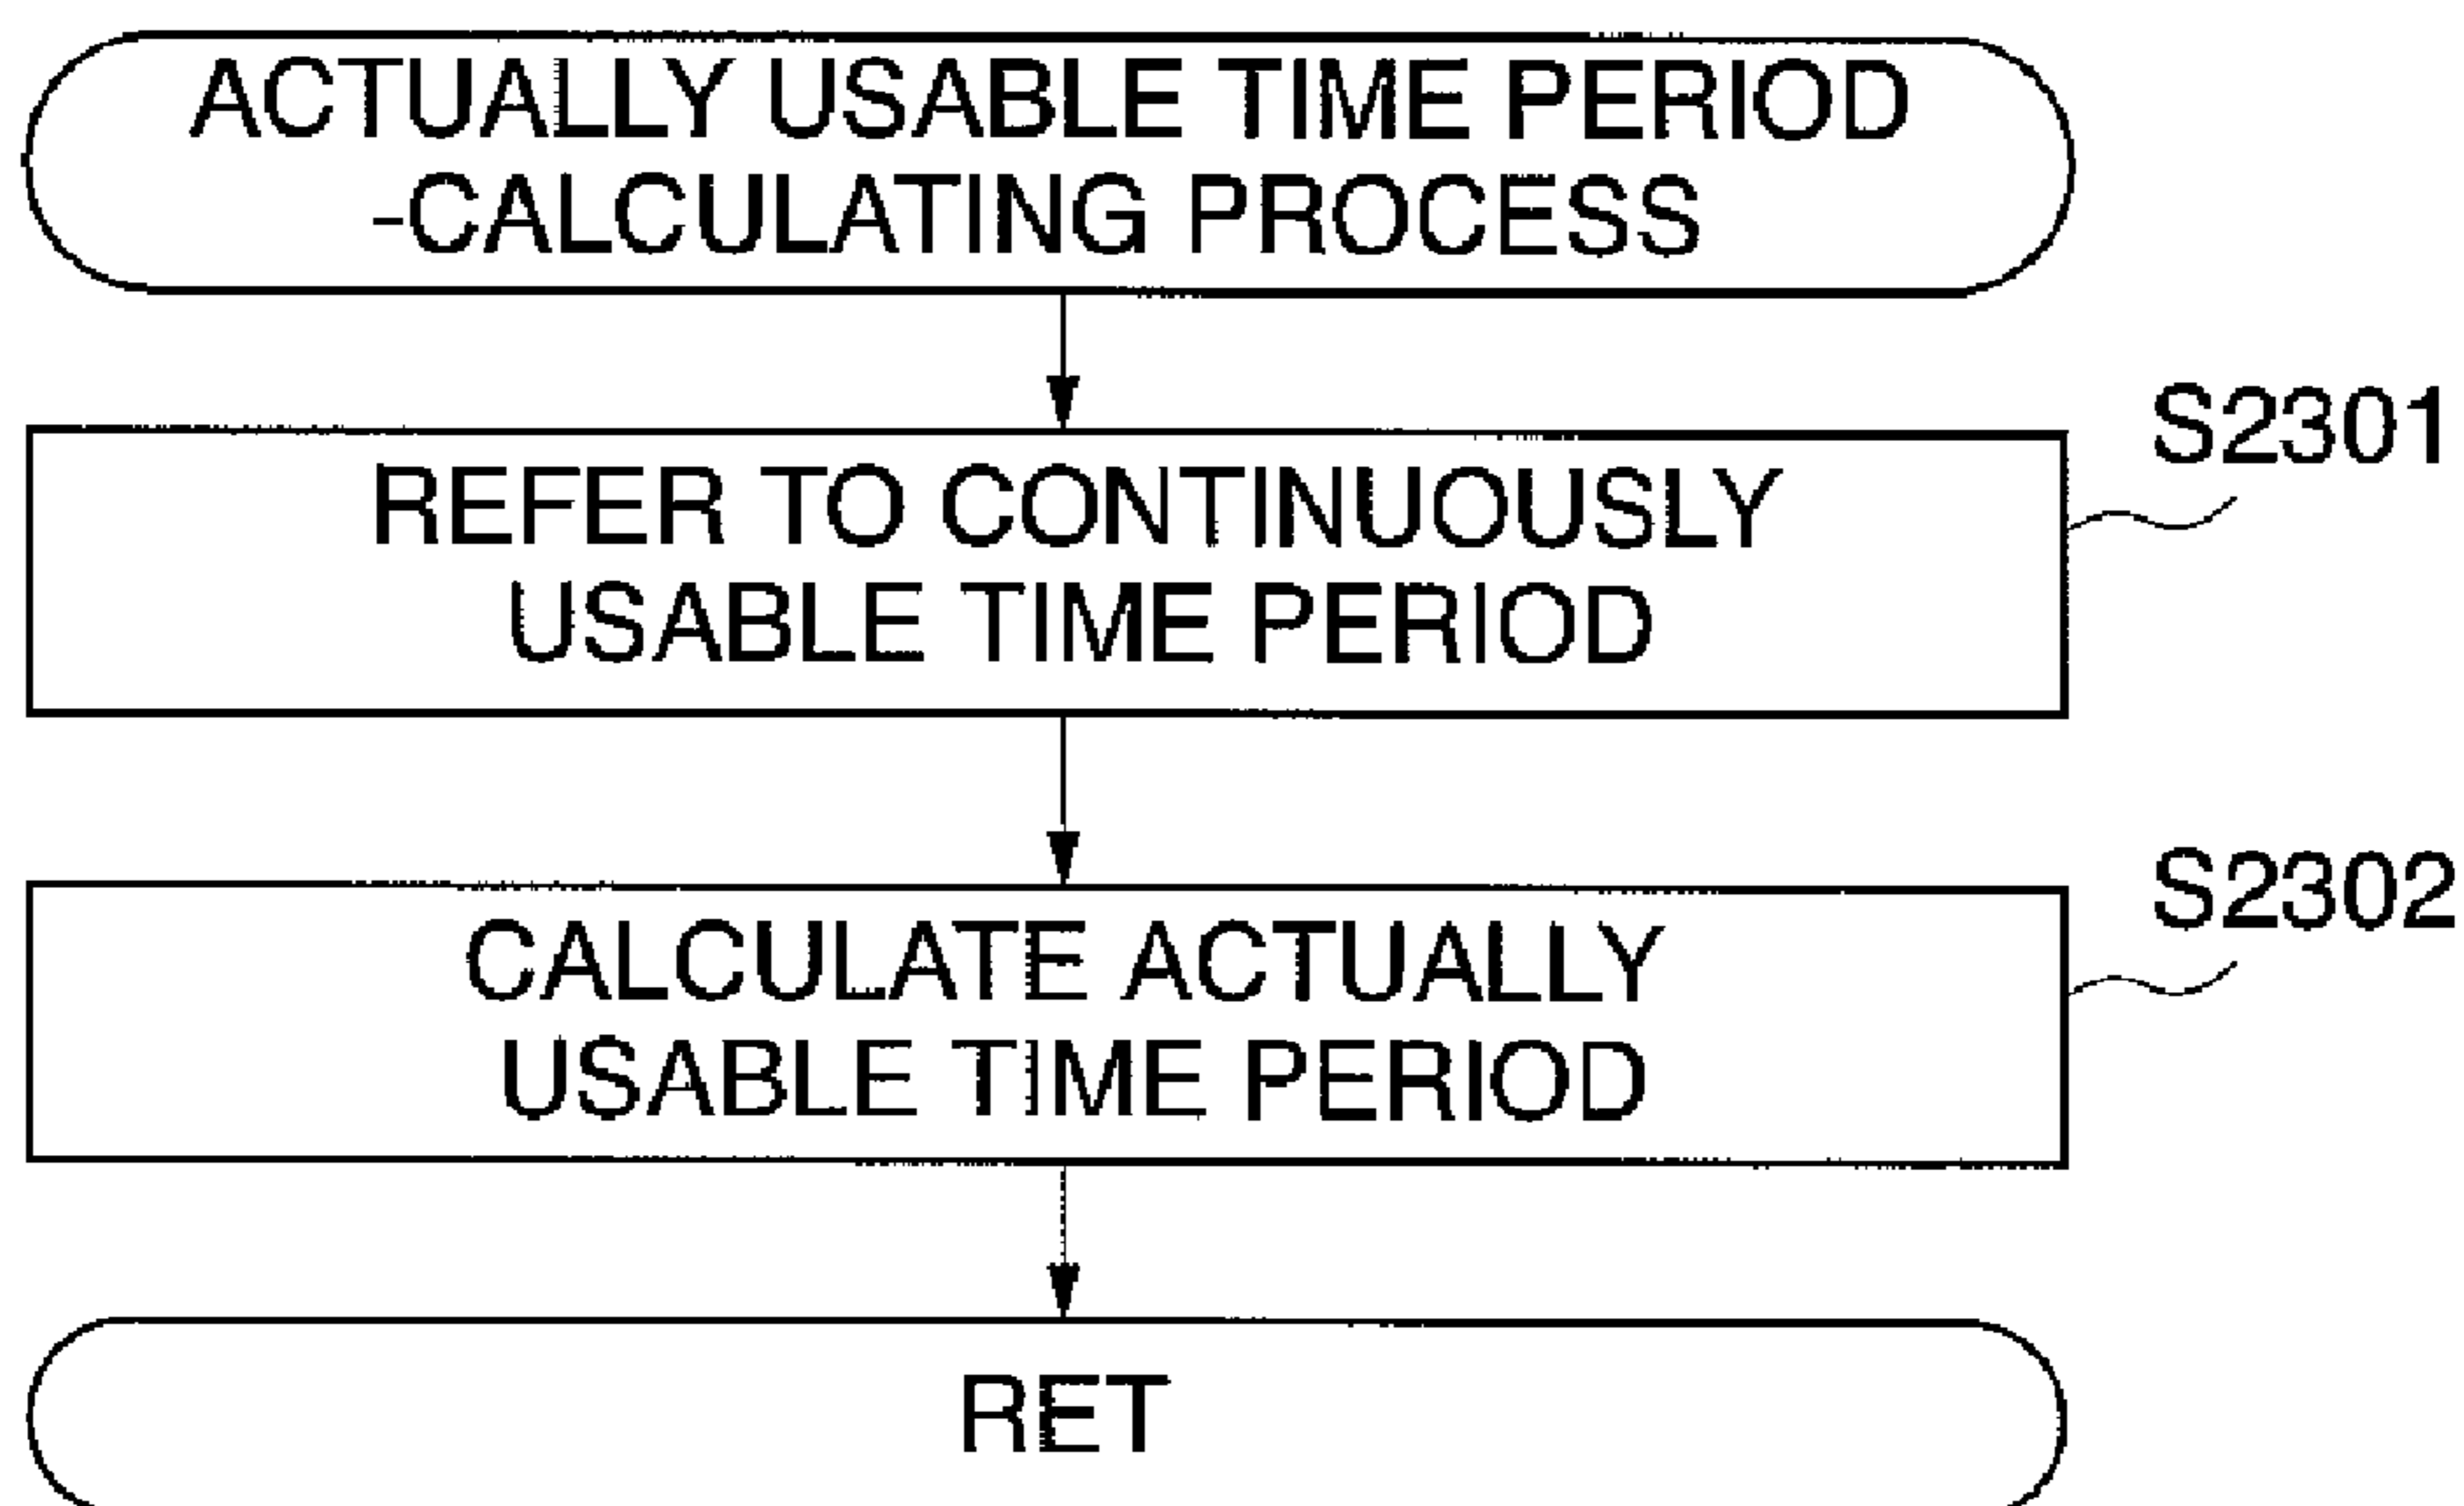 ACTUALLY USABLE TIME PERIOD
-CALCULATING PROCESS
S2301
REFER TO CONTINUOUSLY
USABLE TIME PERIOD
S2302
CALCULATE ACTUALLY
USABLE TIME PERIOD
RET